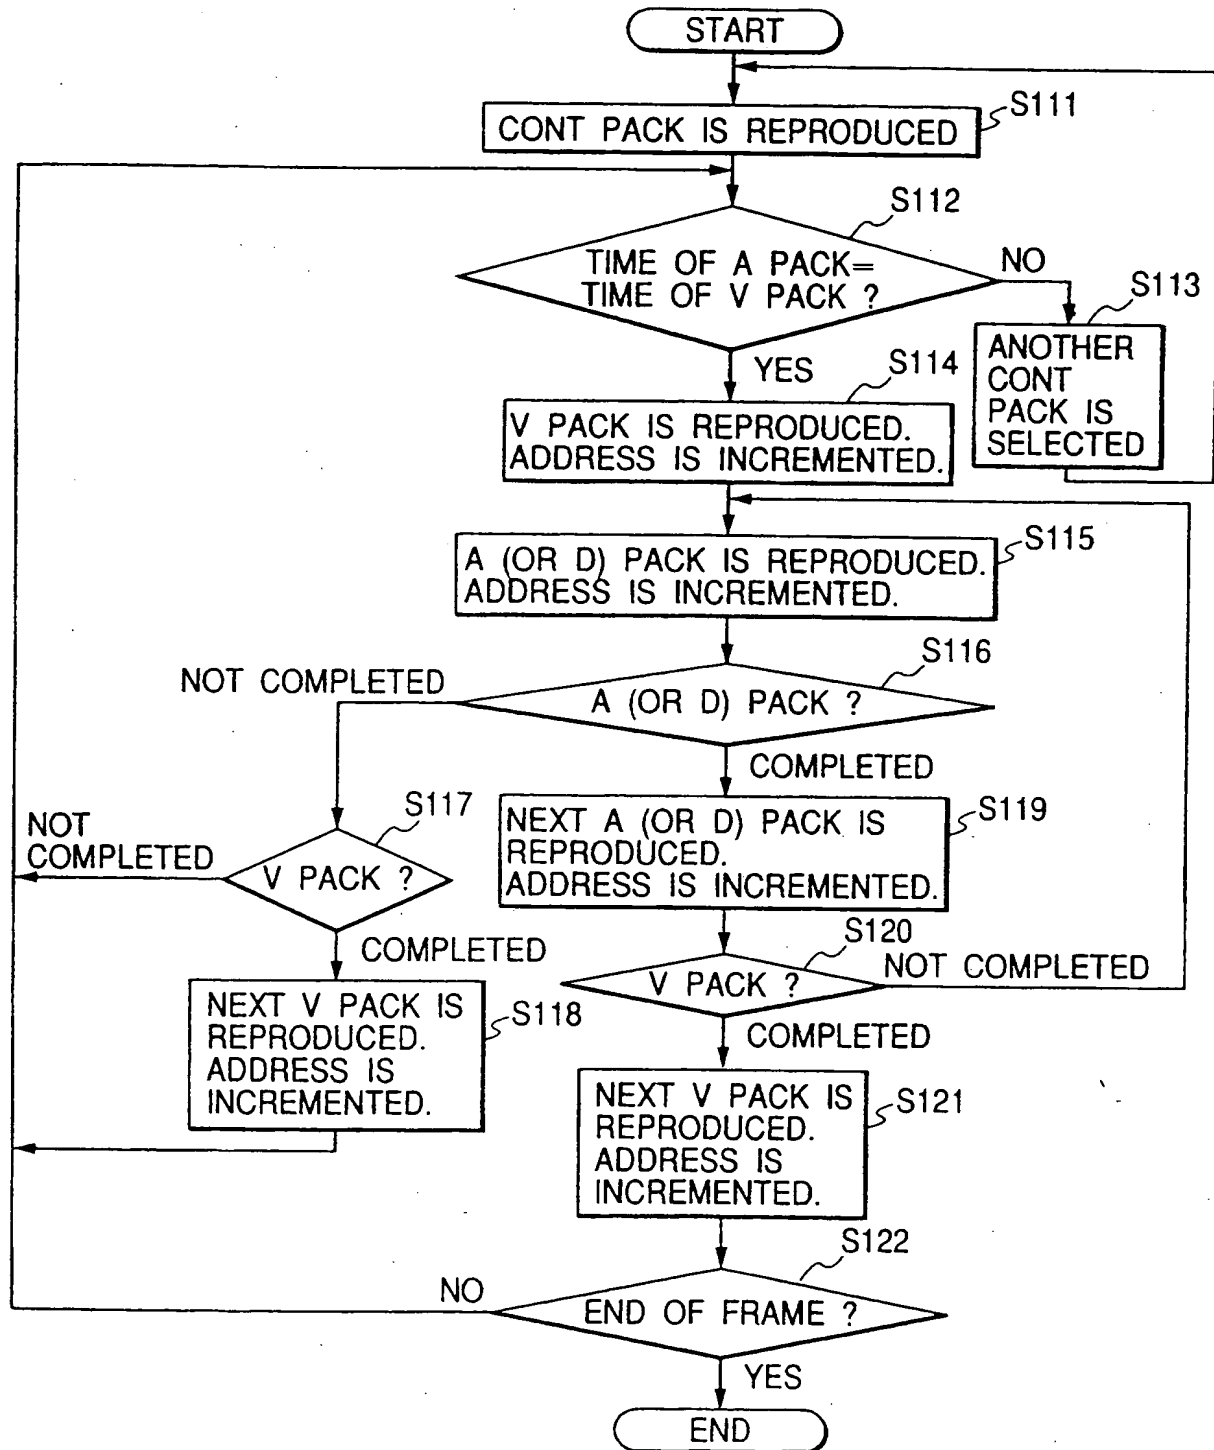 START
S111
CONT PACK IS REPRODUCED
S112
TIME OF A PACK=
TIME OF V PACK ?
NO
S113
ANOTHER
CONT
PACK IS
SELECTED
YES
S114
V PACK IS REPRODUCED.
ADDRESS IS INCREMENTED.
S115
A (OR D) PACK IS REPRODUCED.
ADDRESS IS INCREMENTED.
S116
NOT COMPLETED
A (OR D) PACK ?
COMPLETED
S117
NOT
COMPLETED
V PACK ?
COMPLETED
NEXT V PACK IS
REPRODUCED.
ADDRESS IS
INCREMENTED.
S118
S119
NEXT A (OR D) PACK IS
REPRODUCED.
ADDRESS IS INCREMENTED.
S120
V PACK ?
NOT COMPLETED
COMPLETED
NEXT V PACK IS
REPRODUCED.
ADDRESS IS
INCREMENTED.
S121
S122
NO
END OF FRAME ?
YES
END